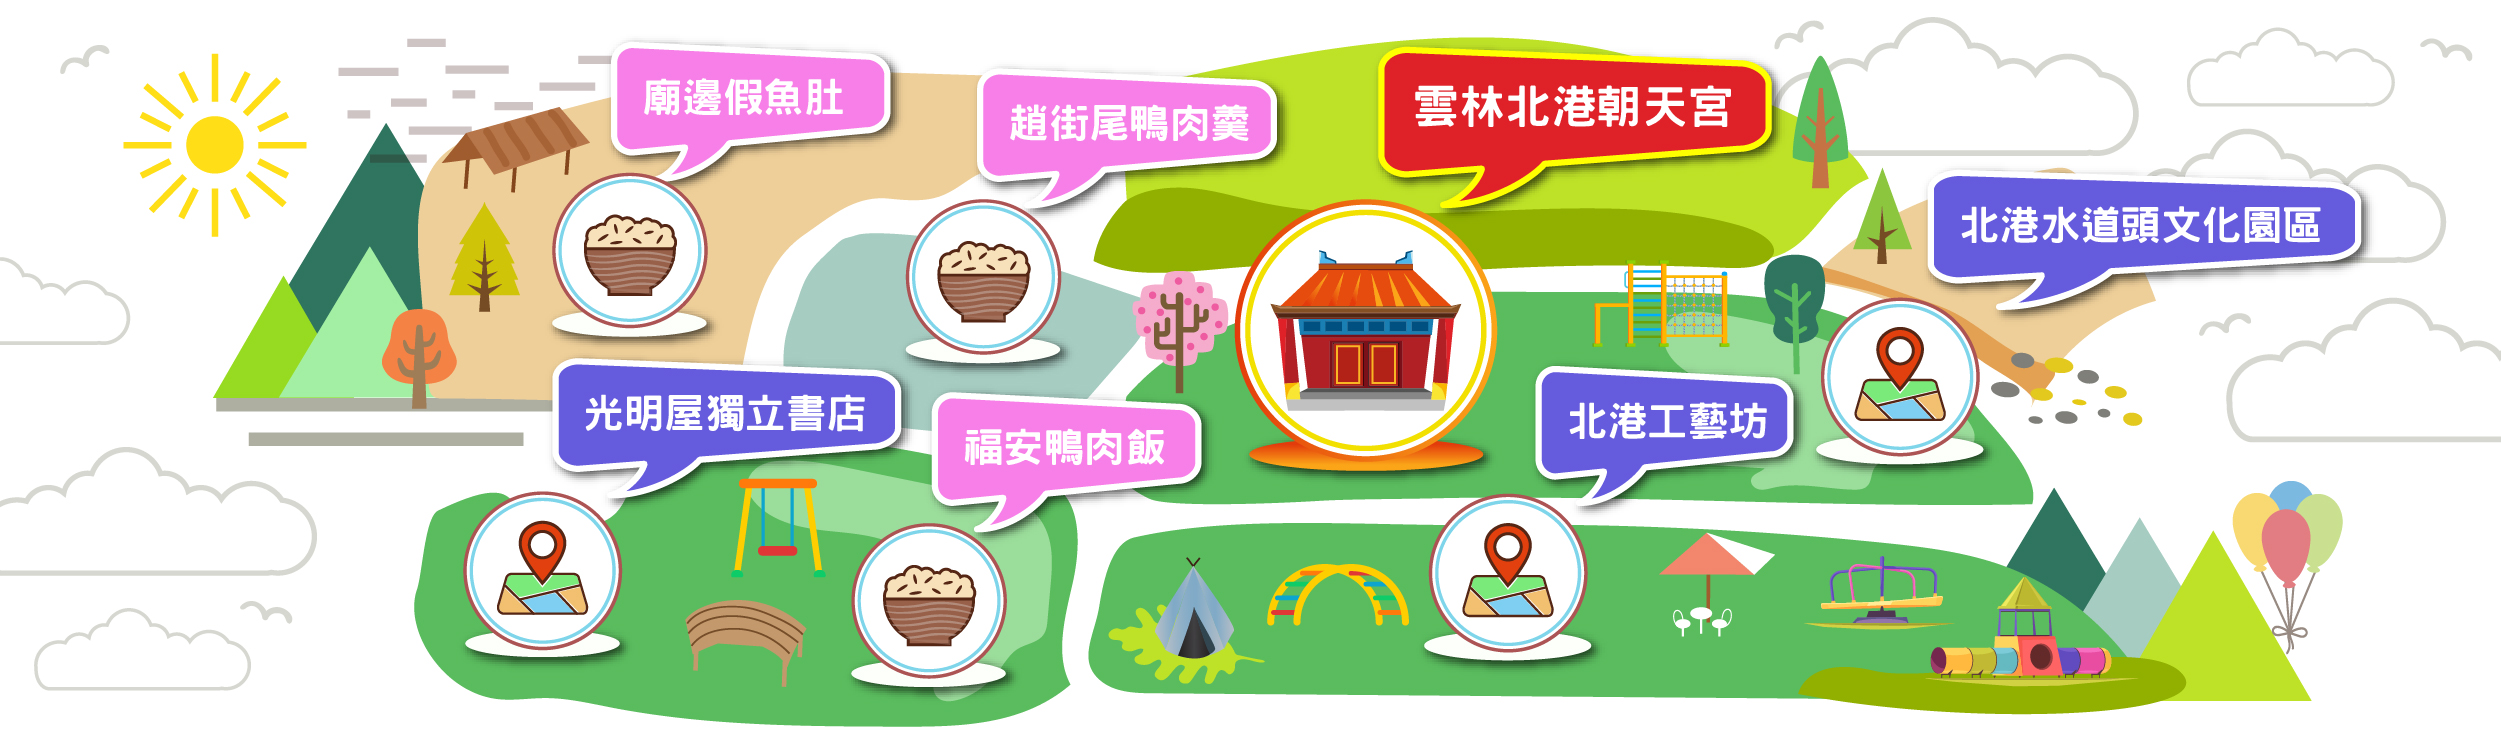 廟邊假魚肚
趙街尾鴨肉羹
雲林北港朝天宮
北港水道頭文化園區
光明屋獨立書店
福安鴨肉飯
北港工藝坊